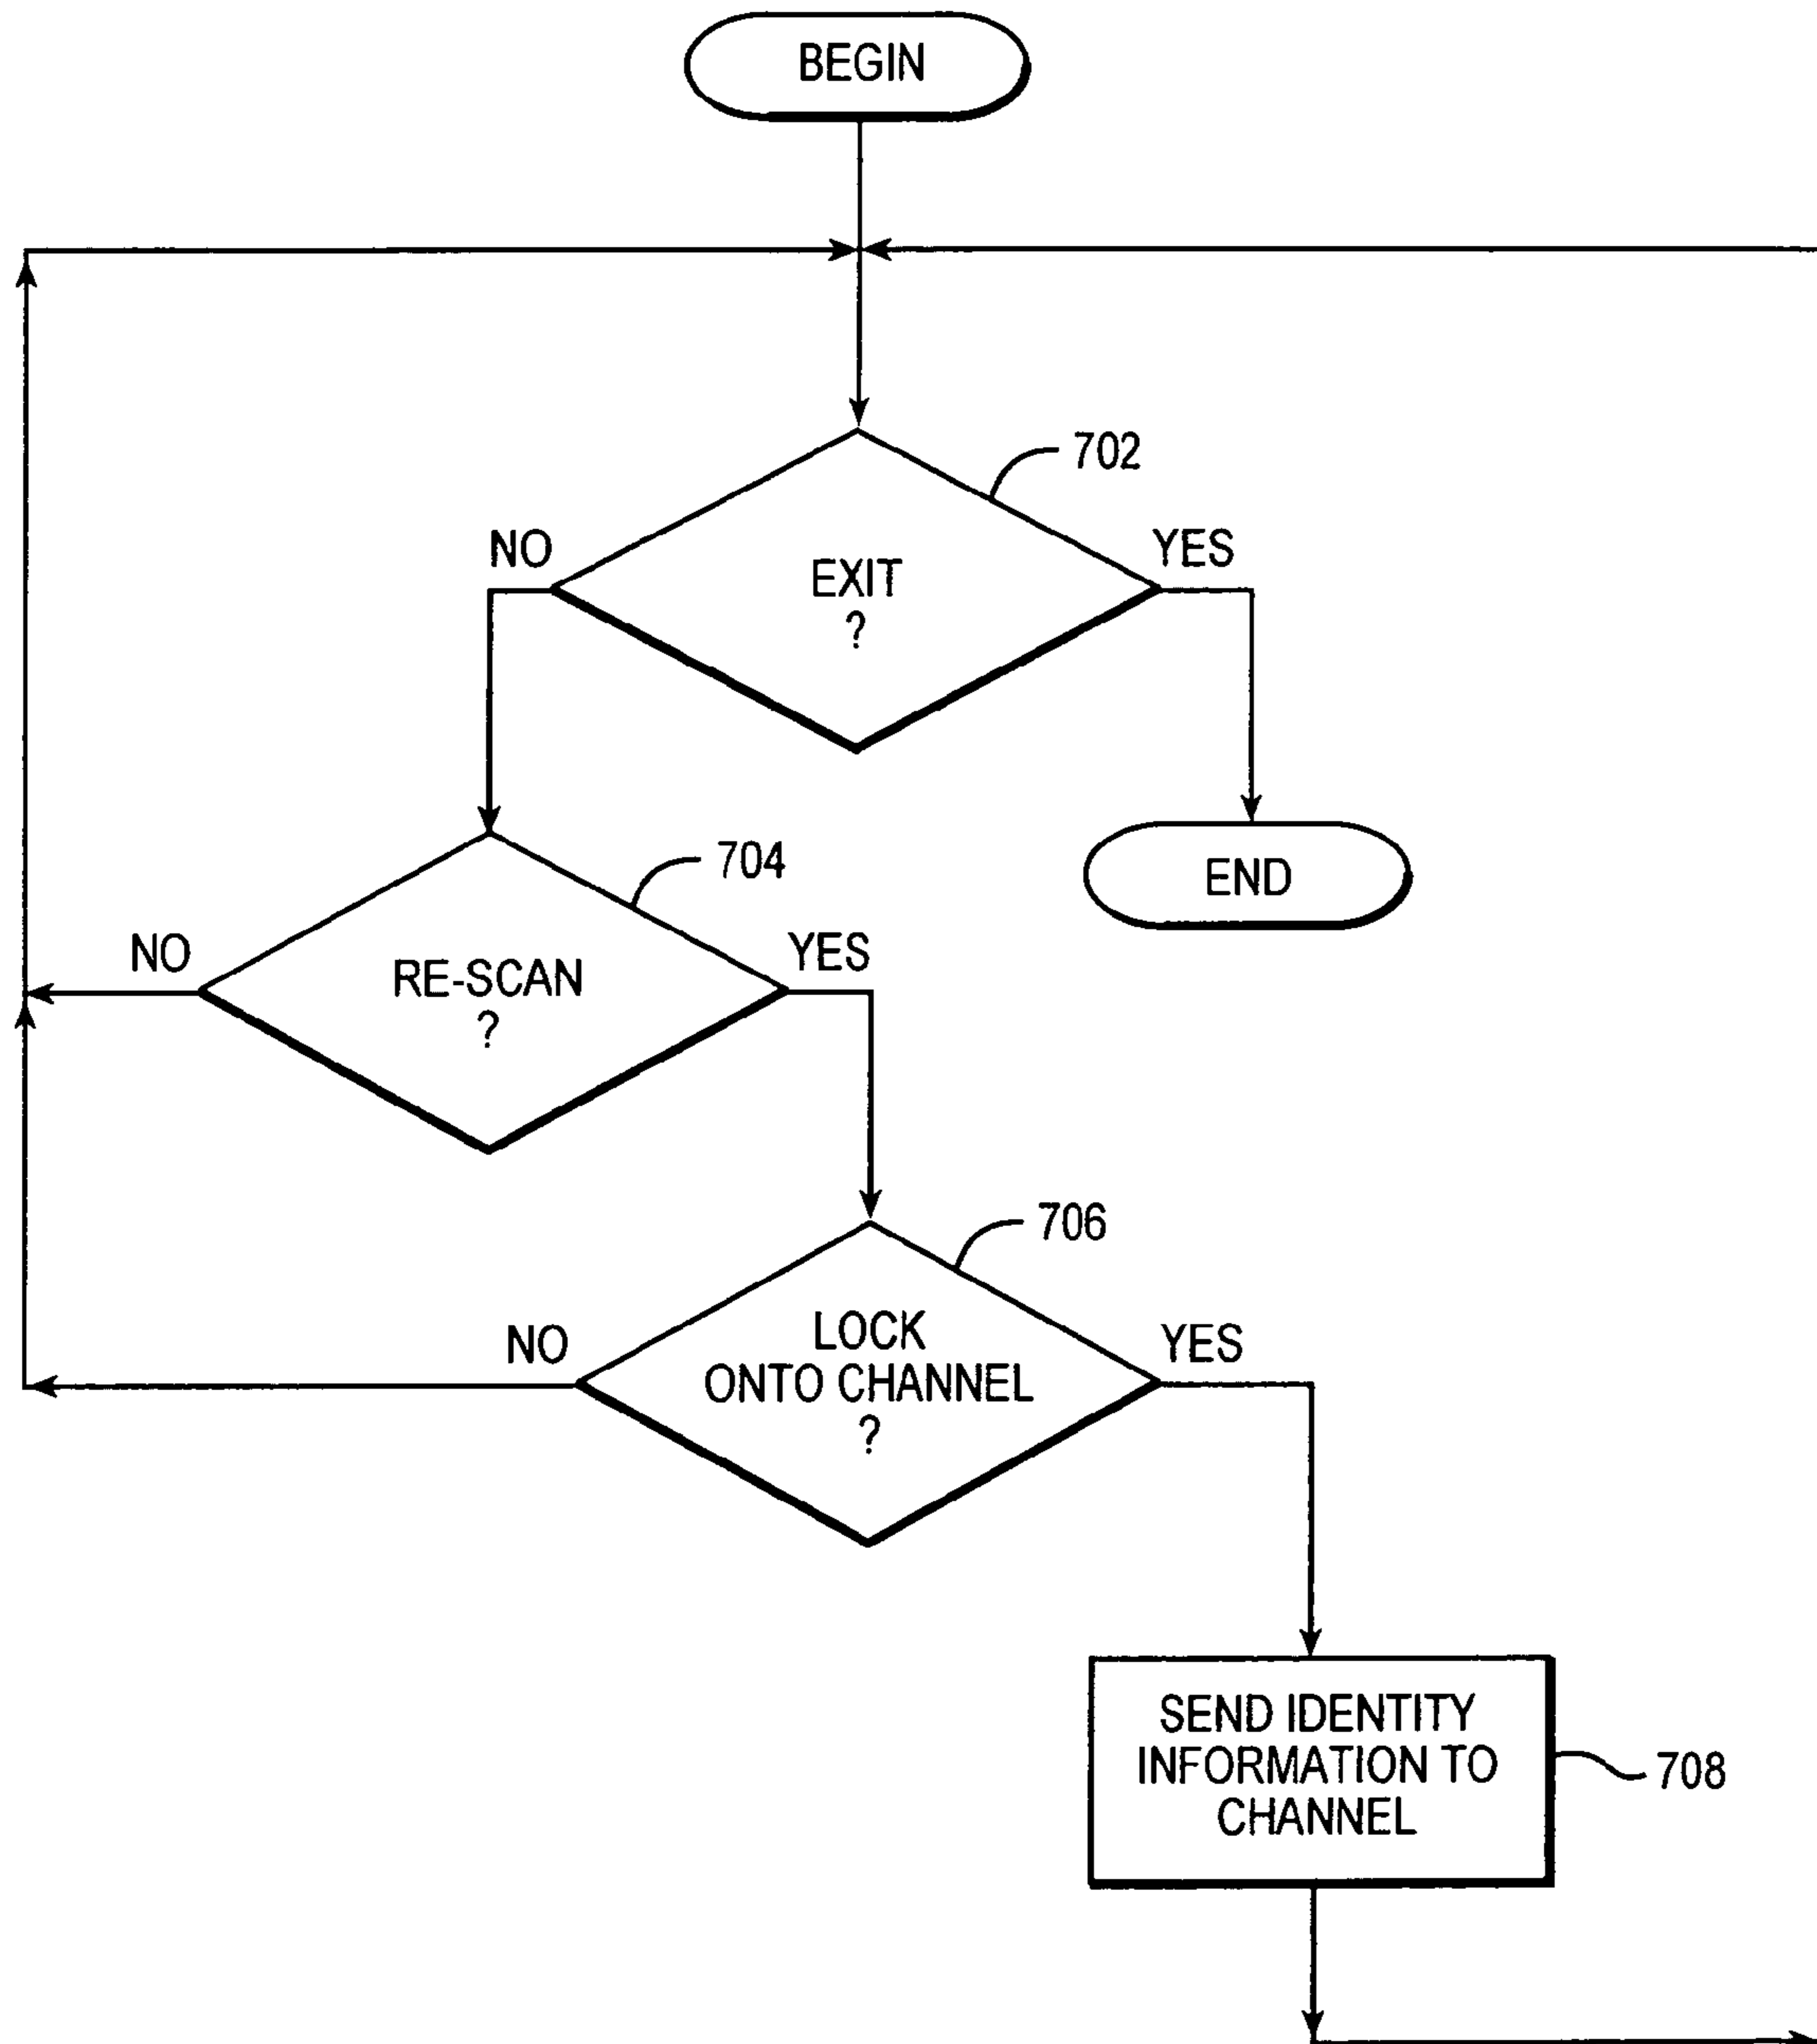 BEGIN
702
NO
YES
EXIT
?
704
END
NO
YES
RE-SCAN
?
706
NO
LOCK
YES
ONTO CHANNEL
?
SEND IDENTITY
INFORMATION TO
CHANNEL
708